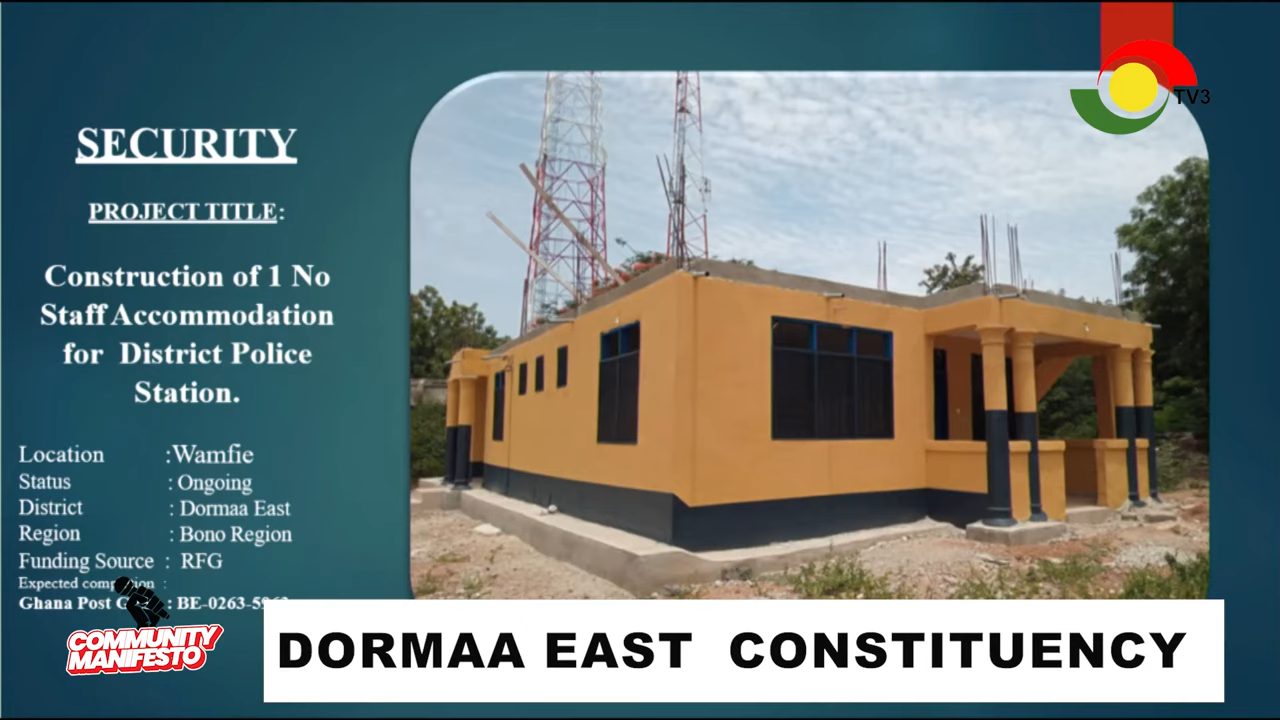 SECURITY
PROJECT TITLE:
Construction of 1 No
Staff Accommodation
for District Police
Station.
Location :Wamfie
Status : Ongoing
District : Dormaa East
Region : Bono Region
Funding Source : RFG
Expected :
Ghana Post : BE-0263-
COMMUNITY
MANIFESTO
DORMAA EAST CONSTITUENCY
TV3